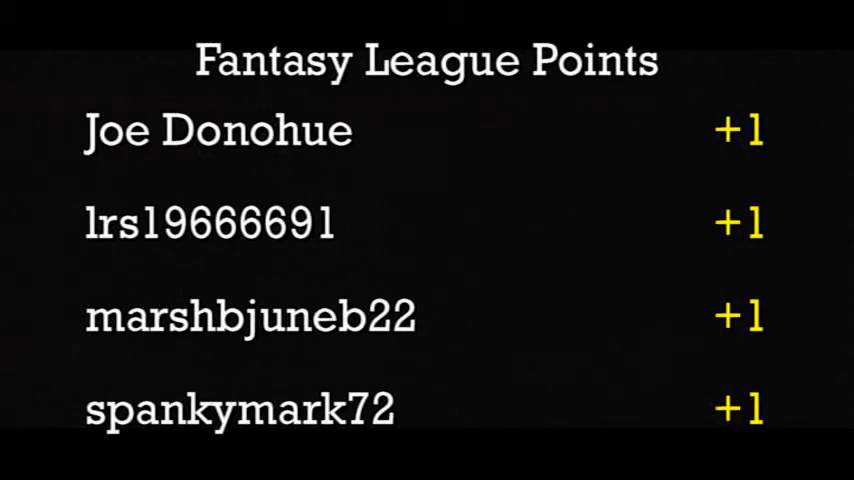 Fantasy League Points
Joe Donohue +1
lrs19666691 +1
marshbjuneb22 +1
spankymark72 +1